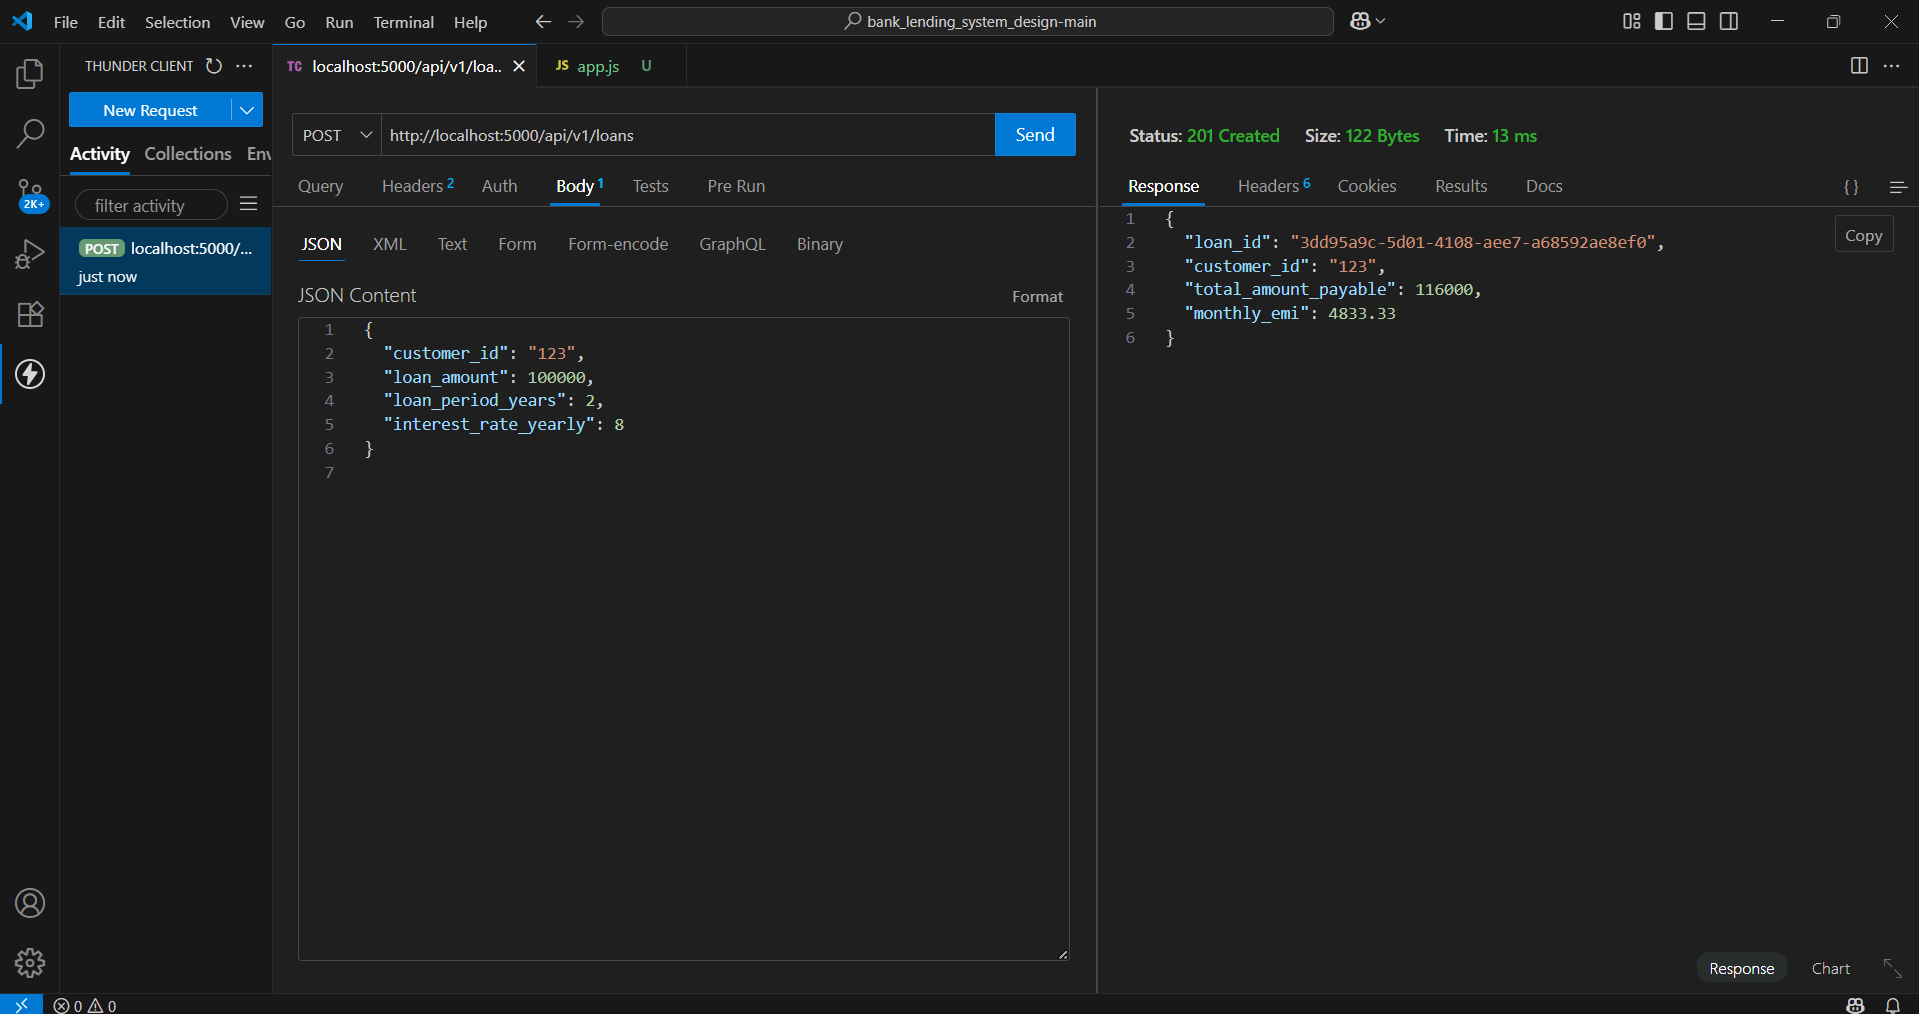 File Edit Selection View Go Run Terminal Help
bank_lending_system_design-main
THUNDER CLIENT
New Request
Activity Collections Env
filter activity
POST localhost:5000/...
just now
TC localhost:5000/api/v1/loa..
JS app.js U
POST http://localhost:5000/api/v1/loans Send
Query Headers 2 Auth Body 1 Tests Pre Run
JSON XML Text Form Form-encode GraphQL Binary
JSON Content Format
1 {
2 "customer_id": "123",
3 "loan_amount": 100000,
4 "loan_period_years": 2,
5 "interest_rate_yearly": 8
6 }
7
Status: 201 Created Size: 122 Bytes Time: 13 ms
Response Headers 6 Cookies Results Docs { }
Copy
1 {
2 "loan_id": "3dd95a9c-5d01-4108-aee7-a68592ae8ef0",
3 "customer_id": "123",
4 "total_amount_payable": 116000,
5 "monthly_emi": 4833.33
6 }
Response Chart
2K+
0 0